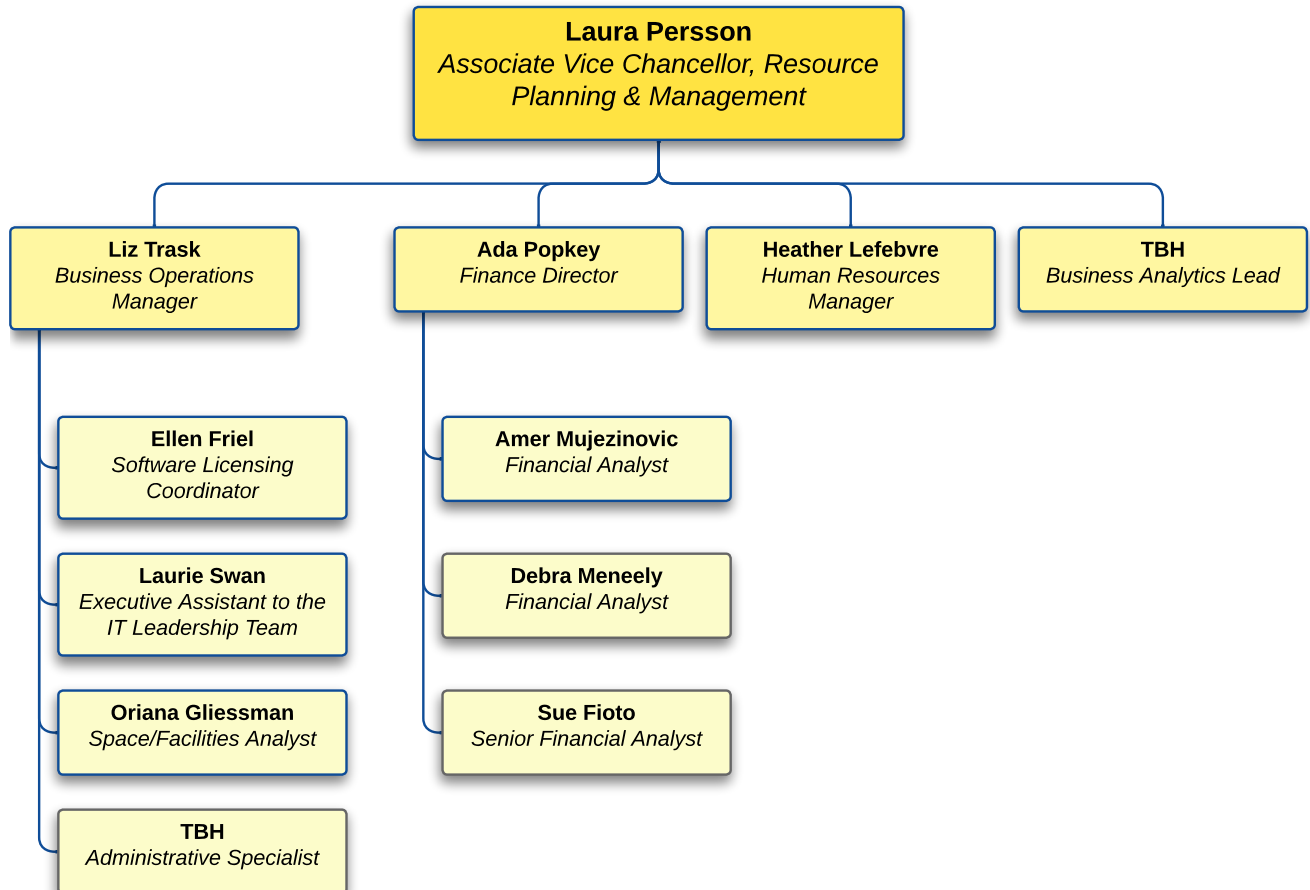 Laura Persson
Associate Vice Chancellor, Resource
Planning & Management
Liz Trask
Business Operations
Manager
Ada Popkey
Finance Director
Heather Lefebvre
Human Resources
Manager
TBH
Business Analytics Lead
Ellen Friel
Software Licensing
Coordinator
Laurie Swan
Executive Assistant to the
IT Leadership Team
Oriana Gliessman
Space/Facilities Analyst
TBH
Administrative Specialist
Amer Mujezinovic
Financial Analyst
Debra Meneely
Financial Analyst
Sue Fioto
Senior Financial Analyst